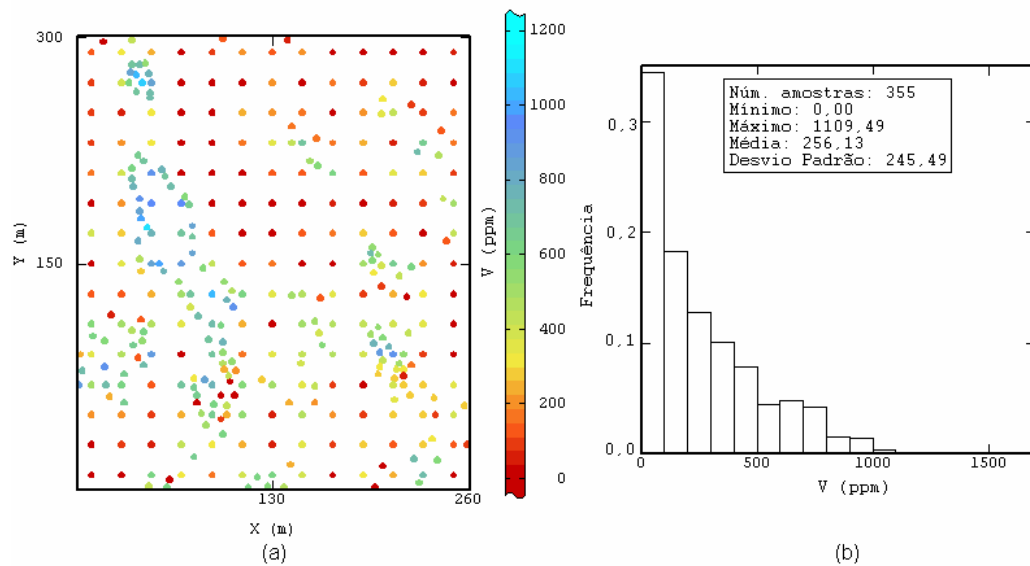 300
150
Y (m)
130
260
X (m)
(a)
1200
1000
800
600
400
200
0
V (ppm)
Núm. amostras: 355
Mínimo: 0,00
Máximo: 1109,49
Média: 256,13
Desvio Padrão: 245,49
0,3
0,2
0,1
0,0
Frequência
0
500
1000
1500
V (ppm)
(b)